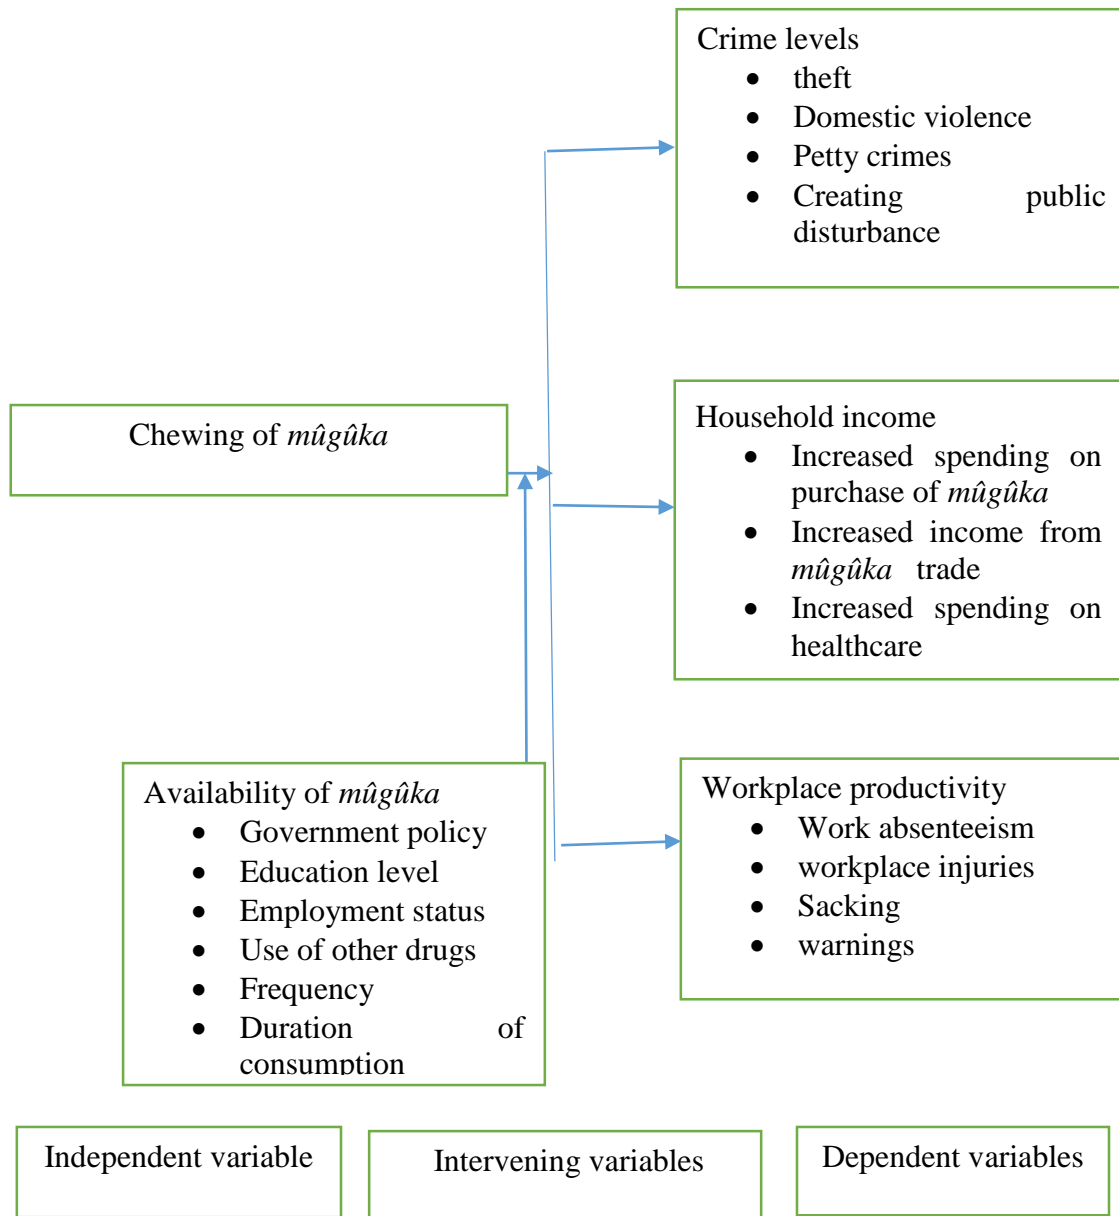 Crime levels
• theft
• Domestic violence
• Petty crimes
• Creating public
disturbance
Chewing of mûgûka
Household income
• Increased spending on
purchase of mûgûka
• Increased income from
mûgûka trade
• Increased spending on
healthcare
Availability of mûgûka
• Government policy
• Education level
• Employment status
• Use of other drugs
• Frequency
• Duration of
consumption
Workplace productivity
• Work absenteeism
• workplace injuries
• Sacking
• warnings
Independent variable
Intervening variables
Dependent variables